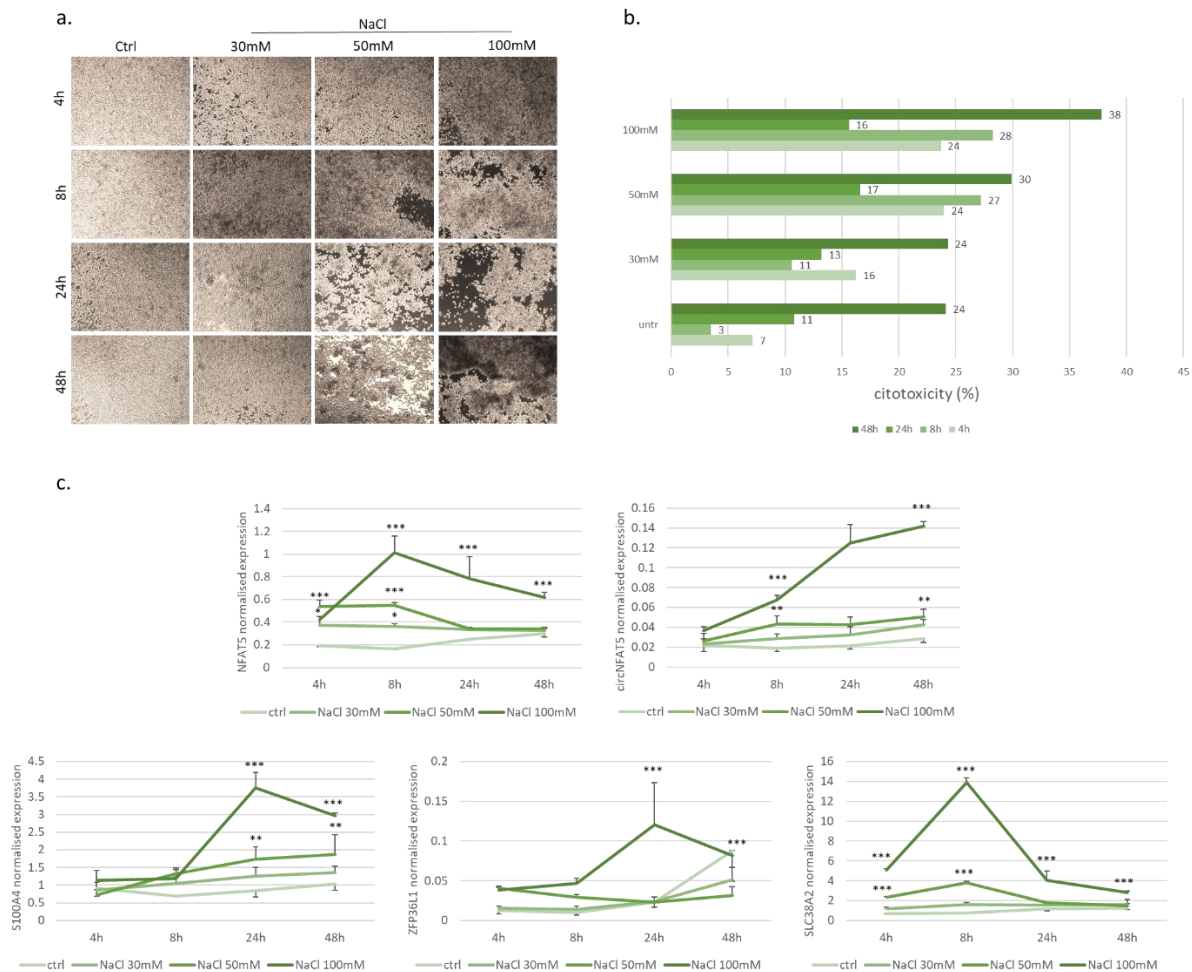 a.
NaCl
Ctrl 30mM 50mM 100mM
4h
8h
24h
48h
b.
100mM
50mM
30mM
untr
38
16
28
24
30
17
27
24
24
13
11
16
24
11
3
7
0 5 10 15 20 25 30 35 40 45
citotoxicity (%)
48h 24h 8h 4h
c.
NFAT5 normalised expression
1.4
1.2
1
0.8
0.6
0.4
0.2
0
***
*
***
***
*
***
***
4h 8h 24h 48h
ctrl NaCl 30mM NaCl 50mM NaCl 100mM
circNFAT5 normalised expression
0.16
0.14
0.12
0.1
0.08
0.06
0.04
0.02
0
***
**
***
**
4h 8h 24h 48h
ctrl NaCl 30mM NaCl 50mM NaCl 100mM
S100A4 normalised expression
4.5
4
3.5
3
2.5
2
1.5
1
0.5
0
***
**
***
**
4h 8h 24h 48h
ctrl NaCl 30mM NaCl 50mM NaCl 100mM
ZFP36L1 normalised expression
0.2
0.15
0.1
0.05
0
***
***
4h 8h 24h 48h
ctrl NaCl 30mM NaCl 50mM NaCl 100mM
SLC38A2 normalised expression
16
14
12
10
8
6
4
2
0
***
***
***
***
***
***
4h 8h 24h 48h
ctrl NaCl 30mM NaCl 50mM NaCl 100mM